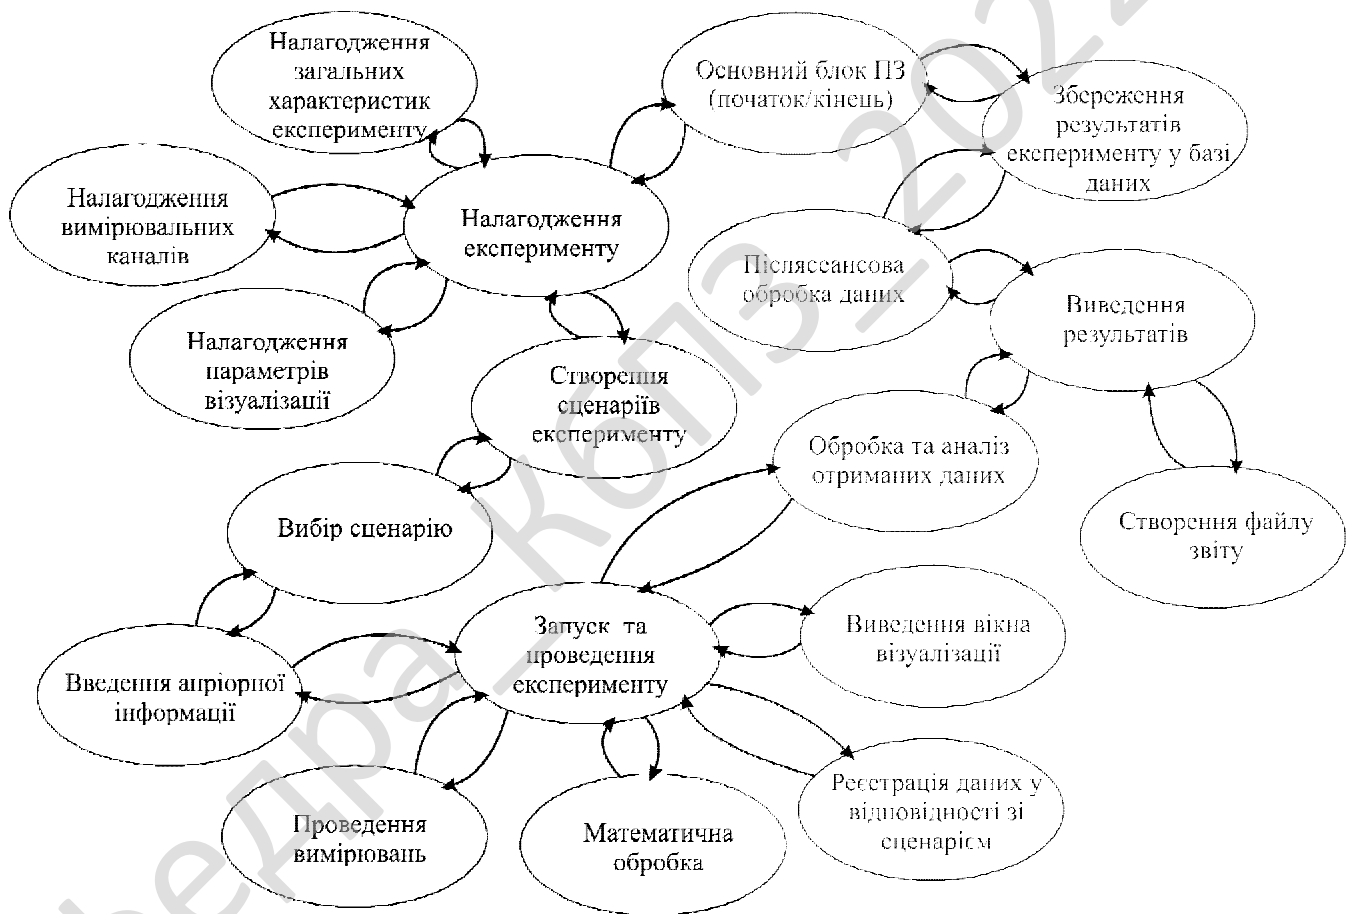 Налагодження
загальних
характеристик
експерименту
Основний блок ПЗ
(початок/кінець)
Збереження
результатів
експерименту у базі
даних
Налагодження
вимірювальних
каналів
Налагодження
експерименту
Післяссансова
обробка даних
Виведення
результатів
Налагодження
параметрів
візуалізації
Створення
сценаріїв
експерименту
Обробка та аналіз
отриманих даних
Вибір сценарію
Створення файлу
звіту
Запуск та
проведення
експерименту
Виведення вікна
візуалізації
Введення апріорної
інформації
Реєстрація даних у
відповідності зі
сценарієм
Проведення
вимірювань
Математична
обробка
федра_Кбпз_202